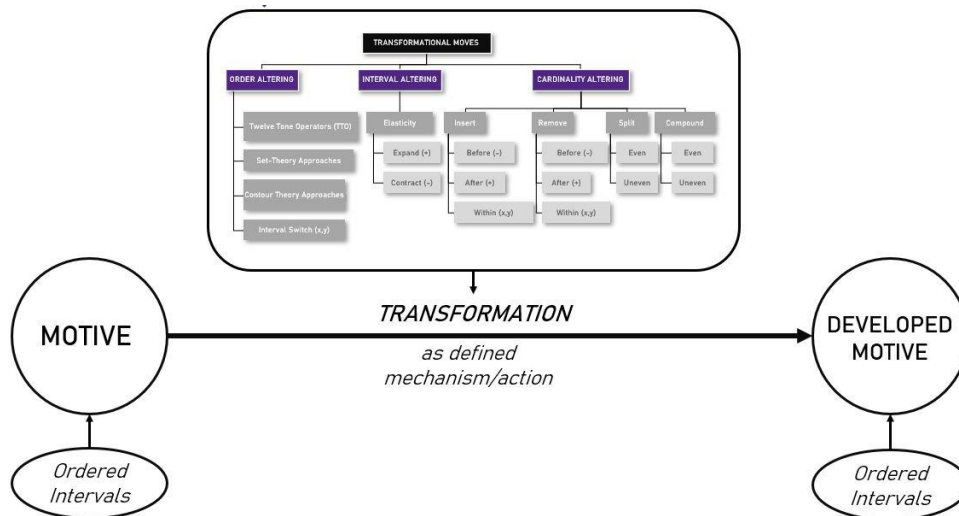 TRANSFORMATIONAL MOVES
ORDER ALTERING
INTERVAL ALTERING
CARDINALITY ALTERING
Twelve Tone Operators (TTO)
Set-Theory Approaches
Contour Theory Approaches
Interval Switch (x,y)
Elasticity
Expand (+)
Contract (-)
Insert
Before (-)
After (+)
Within (x,y)
Remove
Before (-)
After (+)
Within (x,y)
Split
Even
Uneven
Compound
Even
Uneven
MOTIVE
TRANSFORMATION
as defined
mechanism/action
DEVELOPED
MOTIVE
Ordered
Intervals
Ordered
Intervals